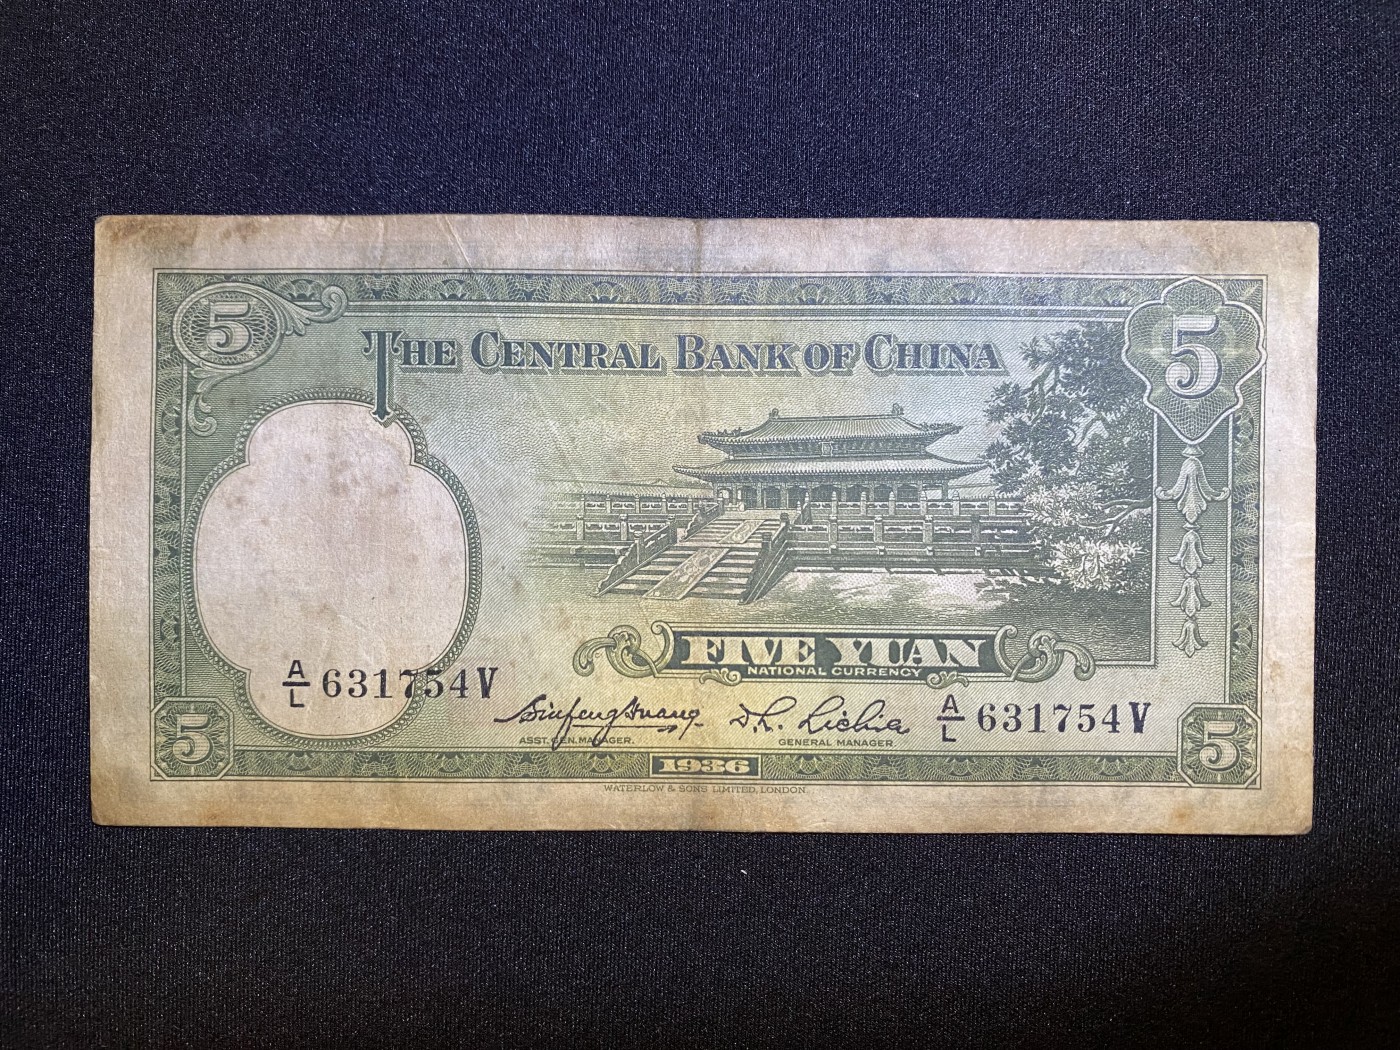 5 5
THE CENTRAL BANK OF CHINA
FIVE YUAN
NATIONAL CURRENCY
A/L 631754V
A/L 631754V
ASST. GEN. MANAGER.
GENERAL MANAGER.
5 5
1936
WATERLOW & SONS LIMITED, LONDON.